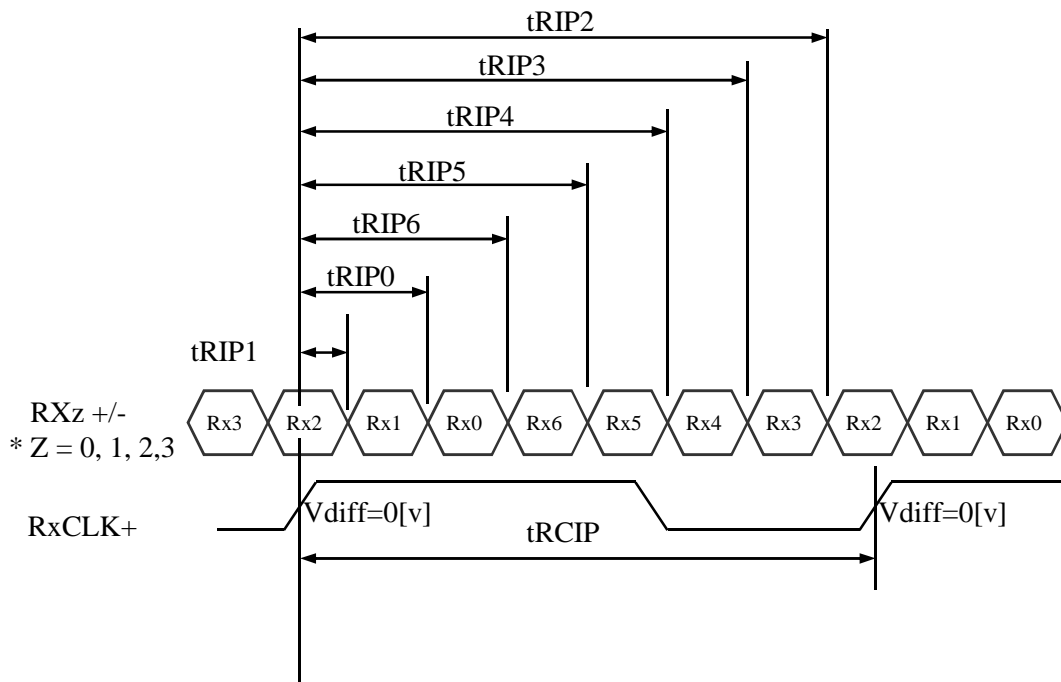 tRIP2
tRIP3
tRIP4
tRIP5
tRIP6
tRIP0
tRIP1
RXz +/-
* Z = 0, 1, 2,3
Rx3 Rx2 Rx1 Rx0 Rx6 Rx5 Rx4 Rx3 Rx2 Rx1 Rx0
RxCLK+
Vdiff=0[v] Vdiff=0[v]
tRCIP